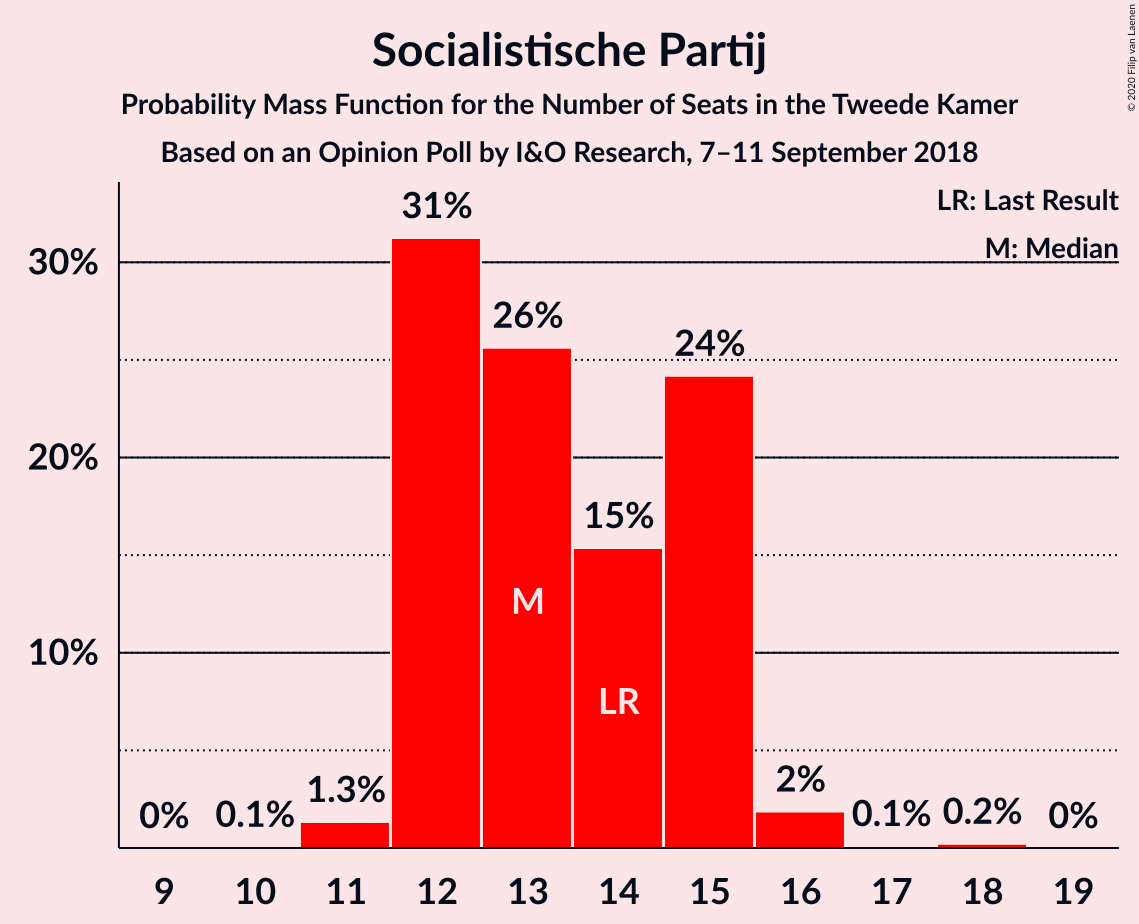 Socialistische Partij
Probability Mass Function for the Number of Seats in the Tweede Kamer
Based on an Opinion Poll by I&O Research, 7–11 September 2018
© 2020 Filip van Laenen
LR: Last Result
M: Median
30%
20%
10%
0%
0.1%
1.3%
31%
26%
15%
24%
2%
0.1%
0.2%
0%
M
LR
9 10 11 12 13 14 15 16 17 18 19